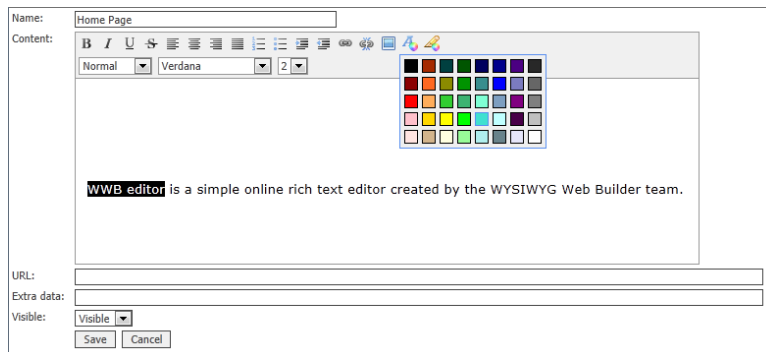 Name: Home Page
Content:
B I U S
Normal Verdana 2
WWB editor is a simple online rich text editor created by the WYSIWYG Web Builder team.
URL:
Extra data:
Visible: Visible
Save Cancel